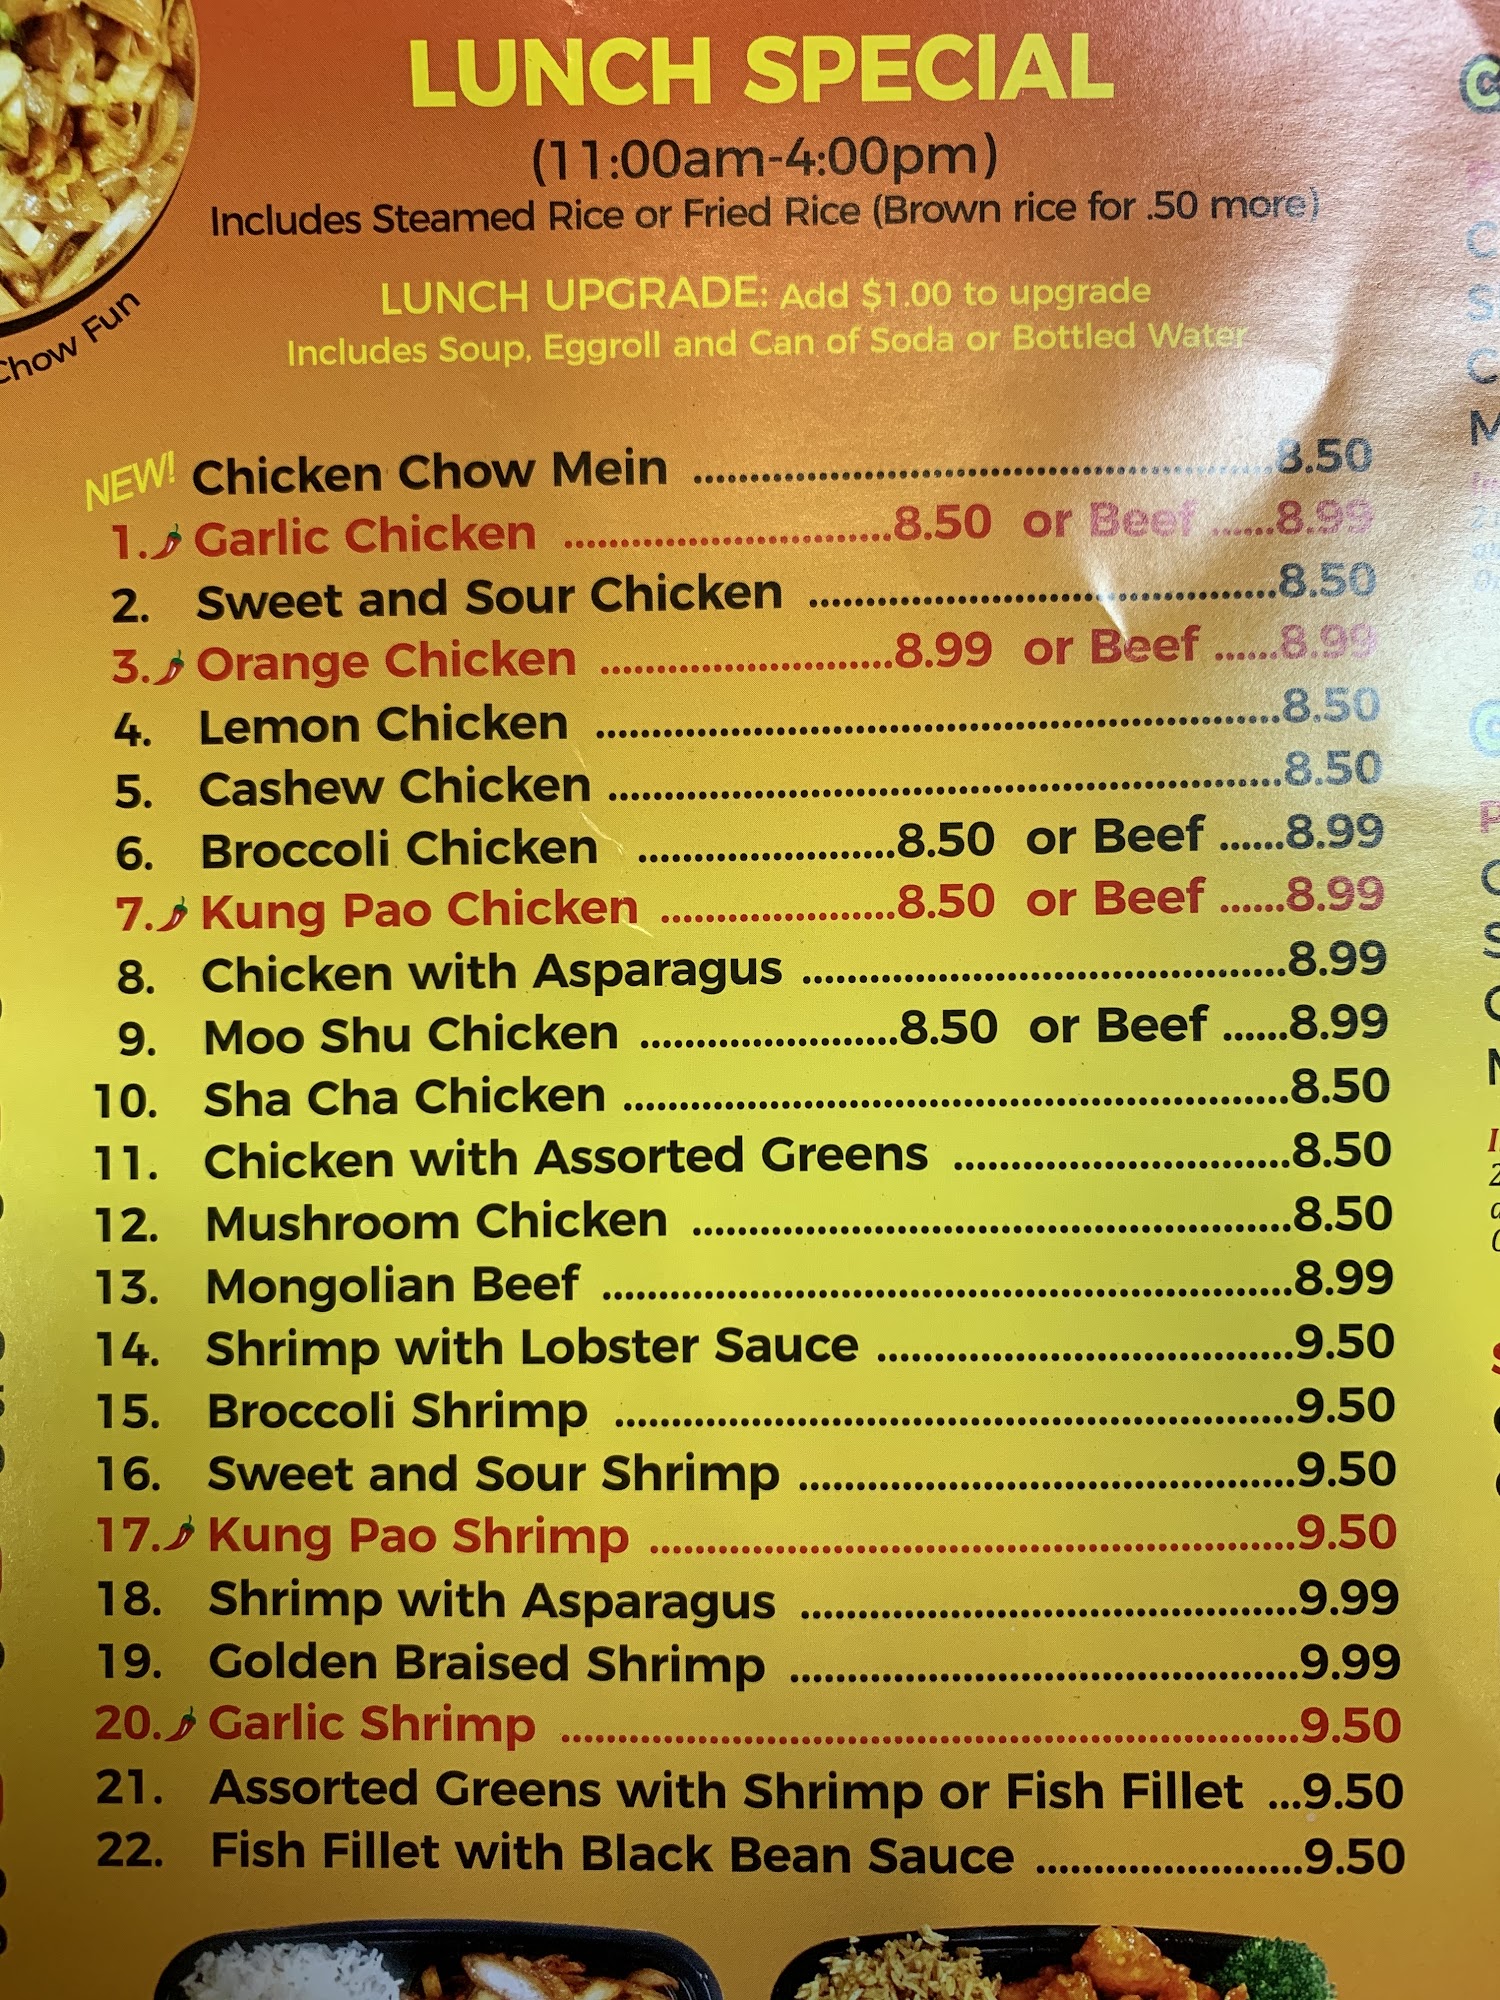 LUNCH SPECIAL
(11:00am-4:00pm)
Includes Steamed Rice or Fried Rice (Brown rice for .50 more)
Chow Fun
LUNCH UPGRADE: Add $1.00 to upgrade
Includes Soup, Eggroll and Can of Soda or Bottled Water
NEW! Chicken Chow Mein 8.50
1. Garlic Chicken 8.50 or Beef 8.99
2. Sweet and Sour Chicken 8.50
3. Orange Chicken 8.99 or Beef 8.99
4. Lemon Chicken 8.50
5. Cashew Chicken 8.50
6. Broccoli Chicken 8.50 or Beef 8.99
7. Kung Pao Chicken 8.50 or Beef 8.99
8. Chicken with Asparagus 8.99
9. Moo Shu Chicken 8.50 or Beef 8.99
10. Sha Cha Chicken 8.50
11. Chicken with Assorted Greens 8.50
12. Mushroom Chicken 8.50
13. Mongolian Beef 8.99
14. Shrimp with Lobster Sauce 9.50
15. Broccoli Shrimp 9.50
16. Sweet and Sour Shrimp 9.50
17. Kung Pao Shrimp 9.50
18. Shrimp with Asparagus 9.99
19. Golden Braised Shrimp 9.99
20. Garlic Shrimp 9.50
21. Assorted Greens with Shrimp or Fish Fillet 9.50
22. Fish Fillet with Black Bean Sauce 9.50